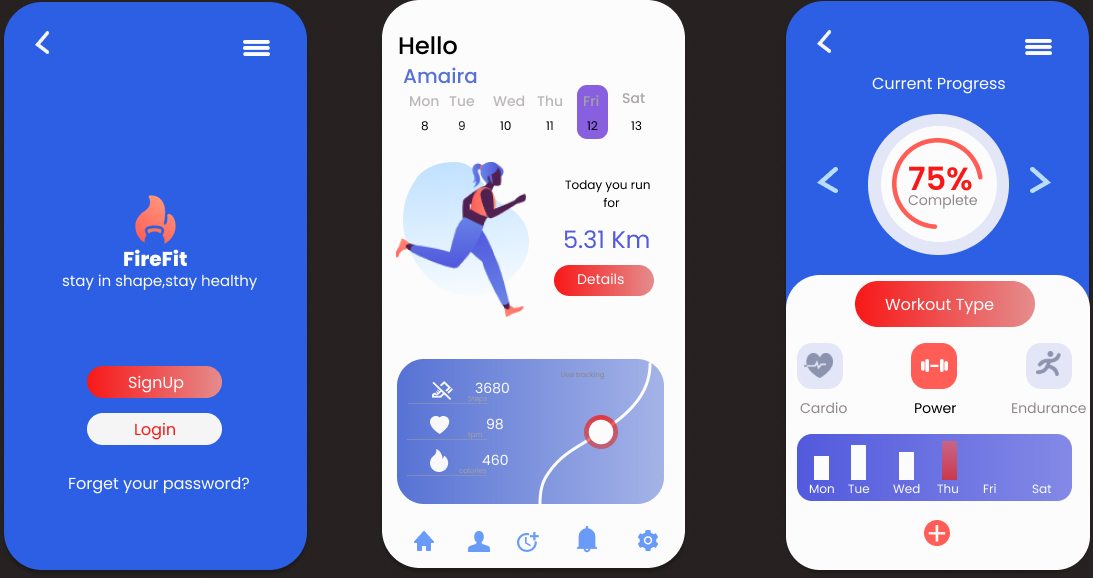 FireFit
stay in shape,stay healthy
SignUp
Login
Forget your password?
Hello
Amaira
Mon Tue Wed Thu Fri Sat
8 9 10 11 12 13
Today you run
for
5.31 Km
Details
Live tracking
3680
Steps
98
bpm
460
calories
Current Progress
75%
Complete
Workout Type
Cardio Power Endurance
Mon Tue Wed Thu Fri Sat